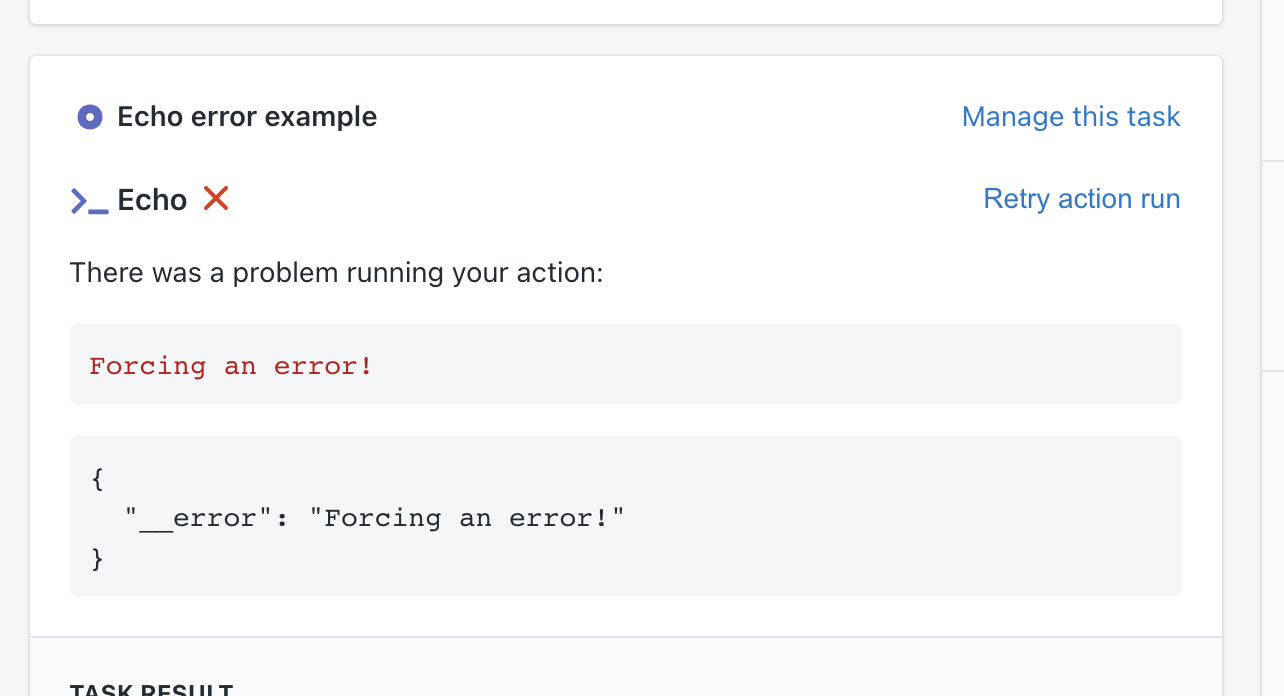 Echo error example
Manage this task
Echo
Retry action run
There was a problem running your action:
Forcing an error!
{
"__error": "Forcing an error!"
}
TASK RESULT